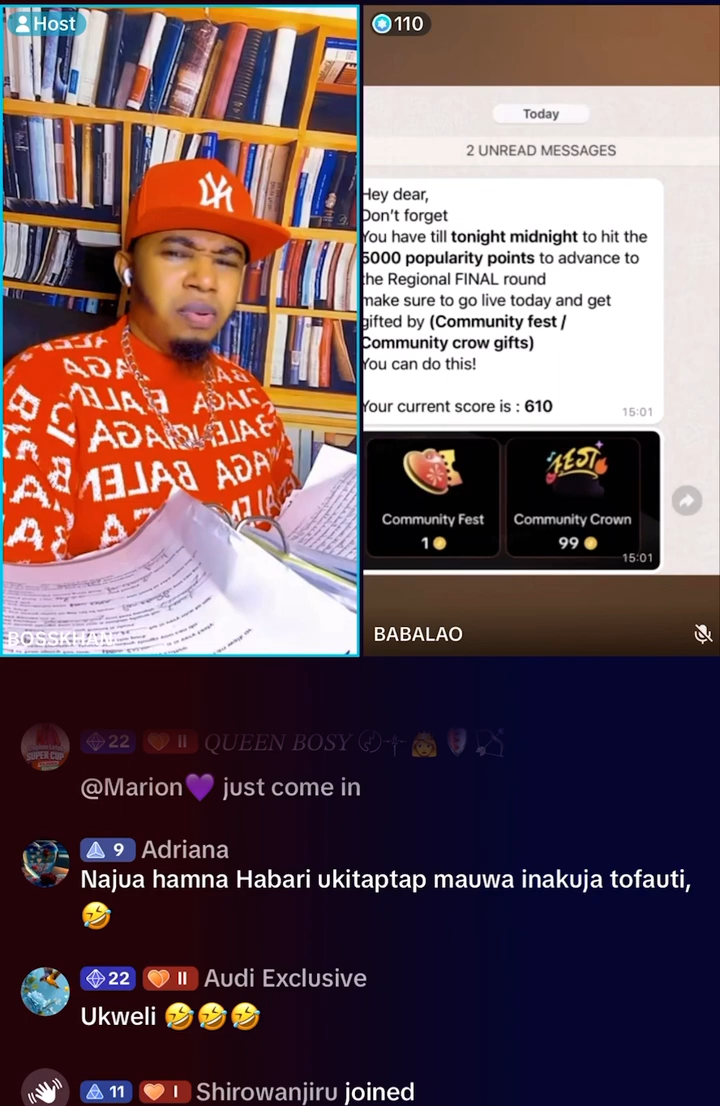 Host
110
BOSSKHAN
Today
2 UNREAD MESSAGES
Hey dear,
Don't forget
You have till tonight midnight to hit the
5000 popularity points to advance to
the Regional FINAL round
make sure to go live today and get
gifted by (Community fest /
Community crow gifts)
You can do this!
Your current score is : 610
15:01
FEST
Community Fest
1
Community Crown
99
15:01
BABALAO
22 II QUEEN BOSY
@Marion💜 just come in
9 Adriana
Najua hamna Habari ukitaptap mauwa inakuja tofauti,
🤣
22 II Audi Exclusive
Ukweli 🤣🤣🤣
11 I Shirowanjiru joined